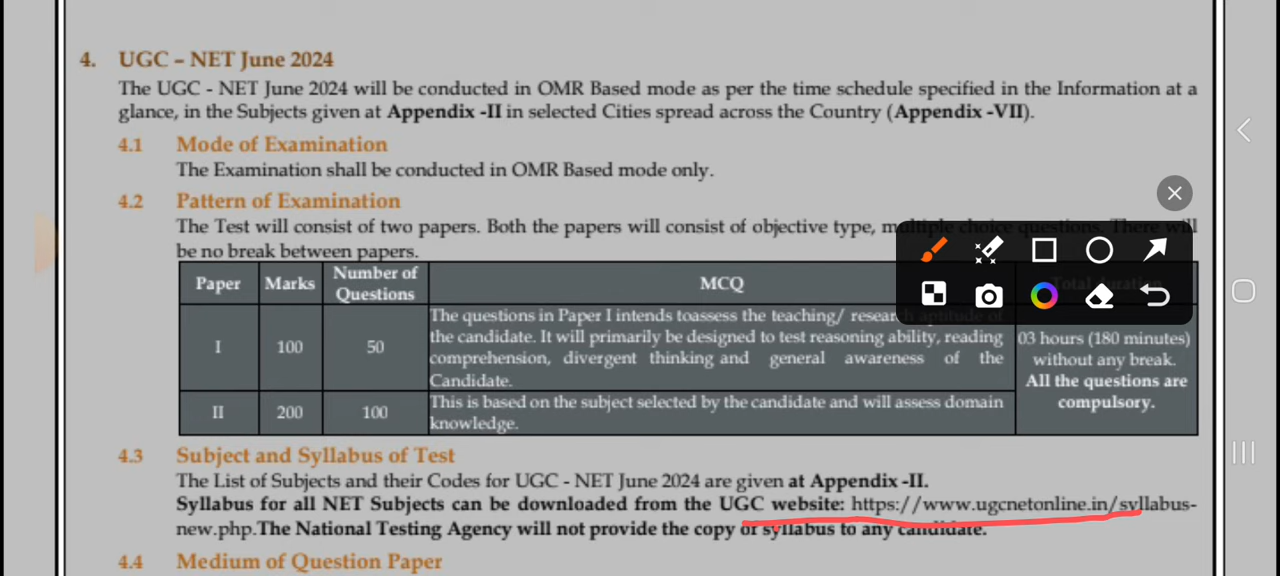 4. UGC – NET June 2024
The UGC - NET June 2024 will be conducted in OMR Based mode as per the time schedule specified in the Information at a
glance, in the Subjects given at Appendix -II in selected Cities spread across the Country (Appendix -VII).
4.1 Mode of Examination
The Examination shall be conducted in OMR Based mode only.
4.2 Pattern of Examination
The Test will consist of two papers. Both the papers will consist of objective type, multiple choice questions. There will
be no break between papers.
Paper Marks Number of Questions MCQ Total
I 100 50 The questions in Paper I intends toassess the teaching/ research aptitude of
the candidate. It will primarily be designed to test reasoning ability, reading
comprehension, divergent thinking and general awareness of the
Candidate.
03 hours (180 minutes)
without any break.
All the questions are
compulsory.
II 200 100 This is based on the subject selected by the candidate and will assess domain
knowledge.
4.3 Subject and Syllabus of Test
The List of Subjects and their Codes for UGC - NET June 2024 are given at Appendix -II.
Syllabus for all NET Subjects can be downloaded from the UGC website: https://www.ugcnetonline.in/syllabus-
new.php.The National Testing Agency will not provide the copy of syllabus to any candidate.
4.4 Medium of Question Paper